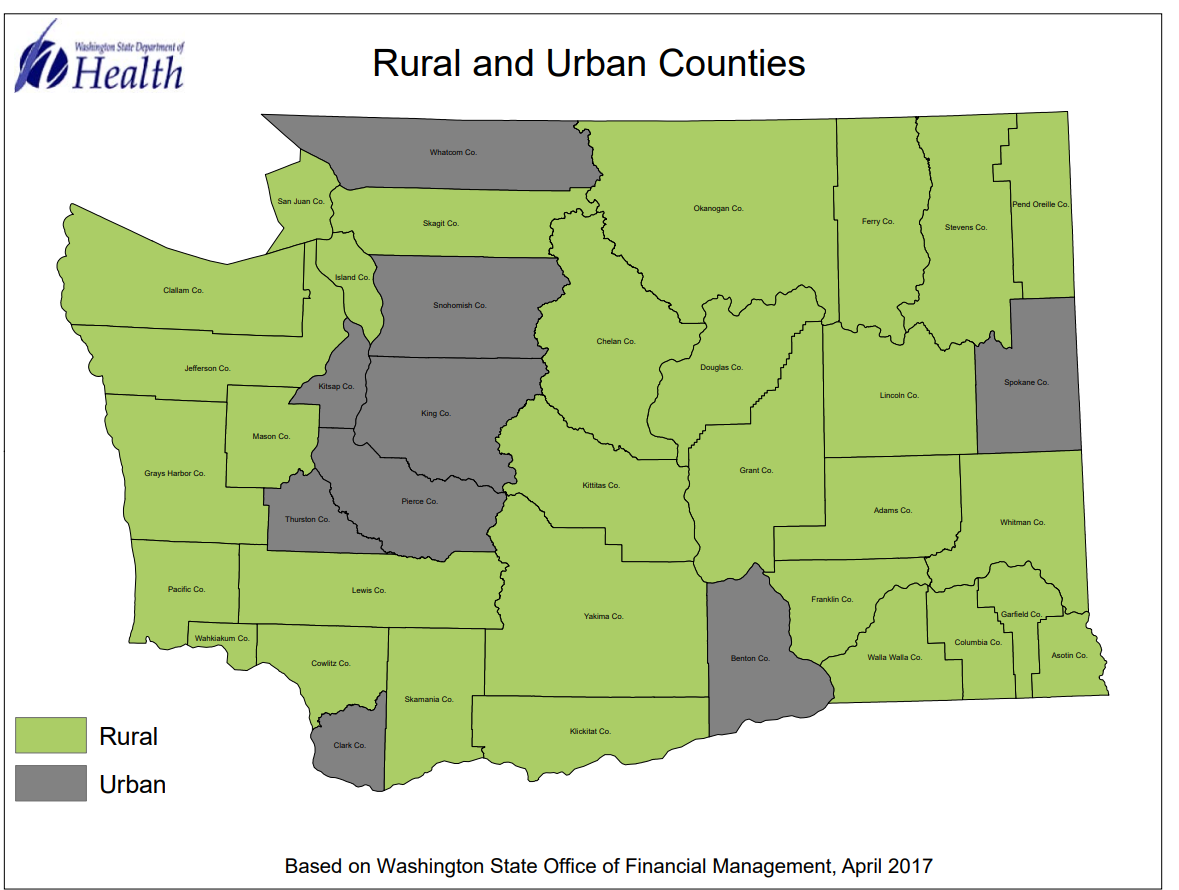 Washington State Department of
Health
Rural and Urban Counties
Whatcom Co.
San Juan Co.
Skagit Co.
Okanogan Co.
Ferry Co.
Stevens Co.
Pend Oreille Co.
Clallam Co.
Island Co.
Snohomish Co.
Chelan Co.
Jefferson Co.
Kitsap Co.
King Co.
Douglas Co.
Lincoln Co.
Spokane Co.
Mason Co.
Grays Harbor Co.
Grant Co.
Kittitas Co.
Pierce Co.
Thurston Co.
Adams Co.
Whitman Co.
Pacific Co.
Lewis Co.
Yakima Co.
Franklin Co.
Garfield Co.
Wahkiakum Co.
Columbia Co.
Cowlitz Co.
Benton Co.
Walla Walla Co.
Asotin Co.
Skamania Co.
Klickitat Co.
Clark Co.
Rural
Urban
Based on Washington State Office of Financial Management, April 2017